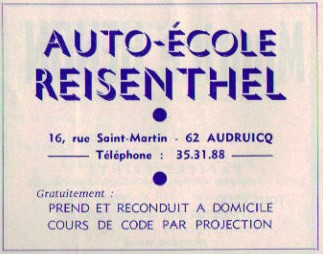 AUTO-ÉCOLE
REISENTHEL
16, rue Saint-Martin - 62 AUDRUICQ
Téléphone : 35.31.88
Gratuitement :
PREND ET RECONDUIT A DOMICILE
COURS DE CODE PAR PROJECTION